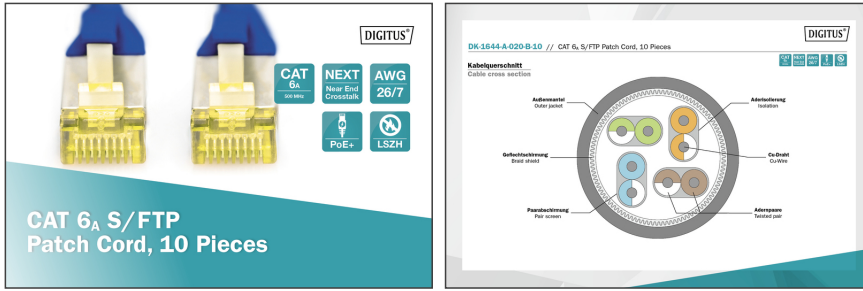 DIGITUS®
CAT
6A
500 MHz
NEXT
Near End
Crosstalk
AWG
26/7
PoE+
LSZH
CAT 6A S/FTP
Patch Cord, 10 Pieces
DIGITUS®
DK-1644-A-020-B-10 // CAT 6A S/FTP Patch Cord, 10 Pieces
Kabelquerschnitt
Cable cross section
Außenmantel
Outer jacket
Aderisolierung
Isolation
Geflechtschirmung
Braid shield
Cu-Draht
Cu-Wire
Paarabschirmung
Pair screen
Adernpaare
Twisted pair